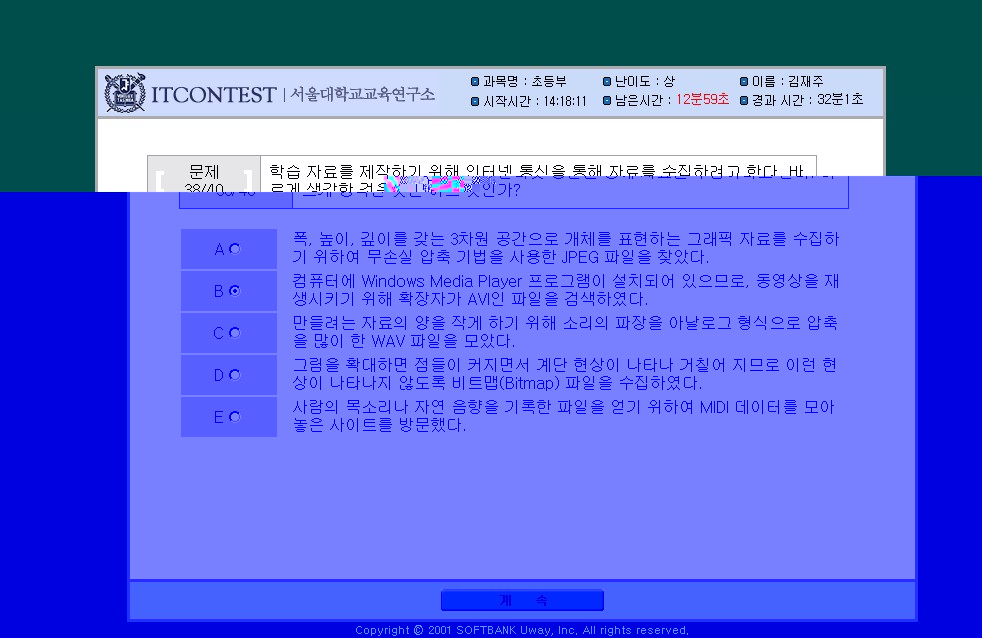 ITCONTEST | 서울대학교교육연구소
과목명 : 초등부 난이도 : 상 이름 : 김재주
시작시간 : 14:18:11 남은시간 : 12분59초 경과 시간 : 32분1초
문제 학습 자료를 제작하기 위해 인터넷 통신을 통해 자료를 수집하려고 한다. 바
38/40 르게 생각한 것은 인가?
A 폭, 높이, 깊이를 갖는 3차원 공간으로 개체를 표현하는 그래픽 자료를 수집하
기 위하여 무손실 압축 기법을 사용한 JPEG 파일을 찾았다.
B 컴퓨터에 Windows Media Player 프로그램이 설치되어 있으므로, 동영상을 재
생시키기 위해 확장자가 AVI인 파일을 검색하였다.
C 만들려는 자료의 양을 작게 하기 위해 소리의 파장을 아날로그 형식으로 압축
을 많이 한 WAV 파일을 모았다.
D 그림을 확대하면 점들이 커지면서 계단 현상이 나타나 거칠어 지므로 이런 현
상이 나타나지 않도록 비트맵(Bitmap) 파일을 수집하였다.
E 사람의 목소리나 자연 음향을 기록한 파일을 얻기 위하여 MIDI 데이터를 모아
놓은 사이트를 방문했다.
계 속
Copyright © 2001 SOFTBANK Uway, Inc. All rights reserved.